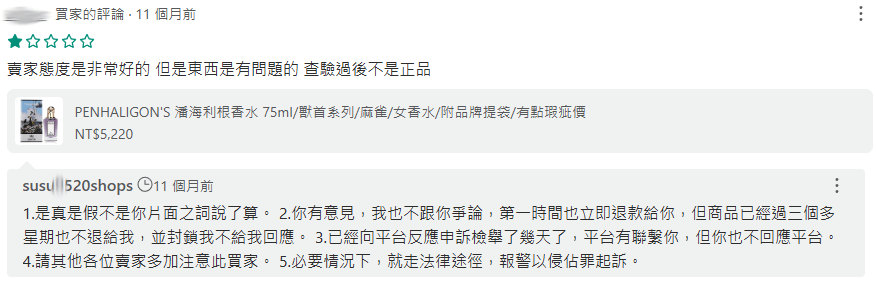 買家的評論 · 11 個月前
賣家態度是非常好的 但是東西是有問題的 查驗過後不是正品
PENHALIGON'S 潘海利根香水 75ml/獸首系列/麻雀/女香水/附品牌提袋/有點瑕疵價
NT$5,220
520shops 11 個月前
1.是真是假不是你片面之詞說了算。 2.你有意見，我也不跟你爭論，第一時間也立即退款給你，但商品已經過三個多
星期也不退給我，並封鎖我不給我回應。 3.已經向平台反應申訴檢舉了幾天了，平台有聯繫你，但你也不回應平台。
4.請其他各位賣家多加注意此買家。 5.必要情況下，就走法律途徑，報警以侵佔罪起訴。